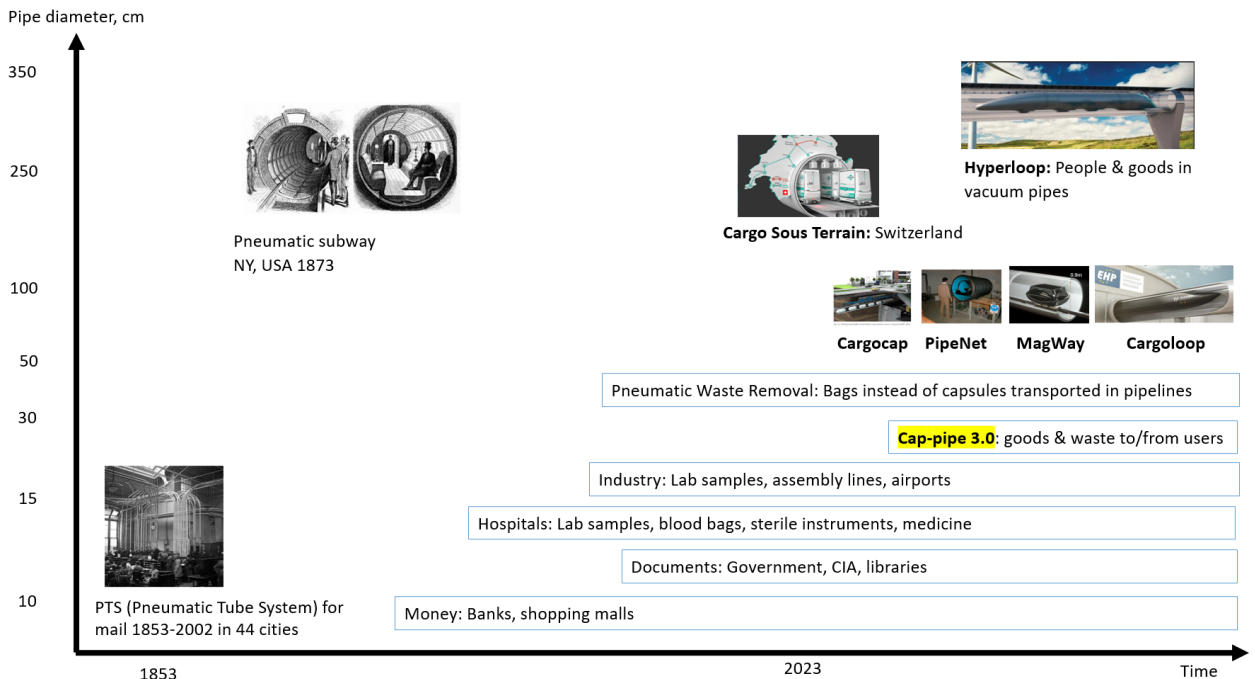 Pipe diameter, cm
350
250
100
50
30
15
10
Pneumatic subway
NY, USA 1873
Hyperloop: People & goods in
vacuum pipes
Cargo Sous Terrain: Switzerland
EHP
0.9m
Cargocap
PipeNet
MagWay
Cargoloop
Pneumatic Waste Removal: Bags instead of capsules transported in pipelines
Cap-pipe 3.0: goods & waste to/from users
Industry: Lab samples, assembly lines, airports
Hospitals: Lab samples, blood bags, sterile instruments, medicine
Documents: Government, CIA, libraries
Money: Banks, shopping malls
PTS (Pneumatic Tube System) for
mail 1853-2002 in 44 cities
1853
2023
Time